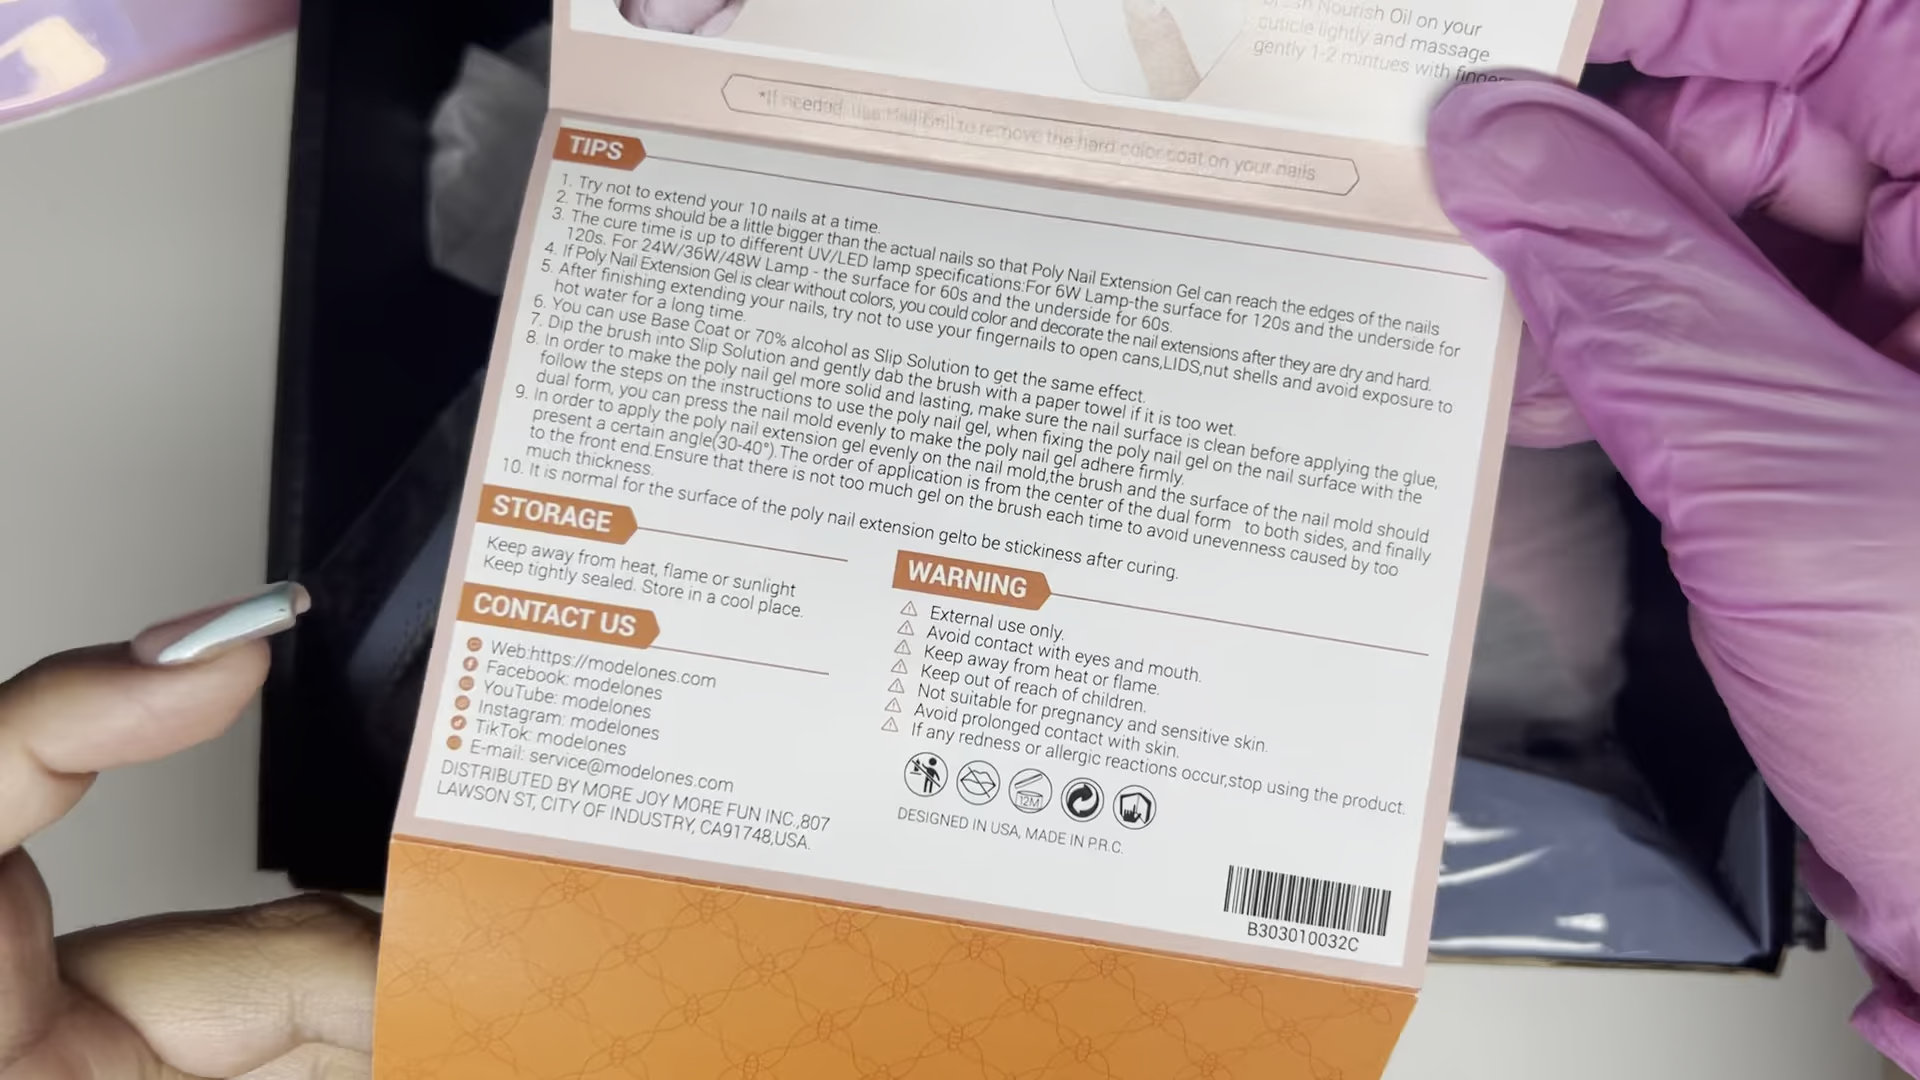 Nourish Oil on your
cuticle lightly and massage
gently 1-2 mintues with
*If needed, use to remove the hard color coat on your nails
TIPS
1. Try not to extend your 10 nails at a time.
2. The forms should be a little bigger than the actual nails so that Poly Nail Extension Gel can reach the edges of the nails
3. The cure time is up to different UV/LED lamp specifications:For 6W Lamp-the surface for 120s and the underside for
120s. For 24W/36W/48W Lamp - the surface for 60s and the underside for 60s.
4. If Poly Nail Extension Gel is clear without colors, you could color and decorate the nail extensions after they are dry and hard.
5. After finishing extending your nails, try not to use your fingernails to open cans,LIDS,nut shells and avoid exposure to
hot water for a long time.
6. You can use Base Coat or 70% alcohol as Slip Solution to get the same effect.
7. Dip the brush into Slip Solution and gently dab the brush with a paper towel if it is too wet.
8. In order to make the poly nail gel more solid and lasting, make sure the nail surface is clean before applying the glue,
follow the steps on the instructions to use the poly nail gel, when fixing the poly nail gel on the nail surface with the
dual form, you can press the nail mold evenly to make the poly nail gel adhere firmly.
9. In order to apply the poly nail extension gel evenly on the nail mold,the brush and the surface of the nail mold should
present a certain angle(30-40°).The order of application is from the center of the dual form to both sides, and finally
to the front end.Ensure that there is not too much gel on the brush each time to avoid unevenness caused by too
much thickness.
10. It is normal for the surface of the poly nail extension gelto be stickiness after curing.
STORAGE
Keep away from heat, flame or sunlight
Keep tightly sealed. Store in a cool place.
CONTACT US
Web:https://modelones.com
Facebook: modelones
YouTube: modelones
Instagram: modelones
TikTok: modelones
E-mail: service@modelones.com
DISTRIBUTED BY MORE JOY MORE FUN INC.,807
LAWSON ST, CITY OF INDUSTRY, CA91748,USA.
WARNING
External use only.
Avoid contact with eyes and mouth.
Keep away from heat or flame.
Keep out of reach of children.
Not suitable for pregnancy and sensitive skin.
Avoid prolonged contact with skin.
If any redness or allergic reactions occur,stop using the product.
12M
DESIGNED IN USA, MADE IN P.R.C.
B303010032C